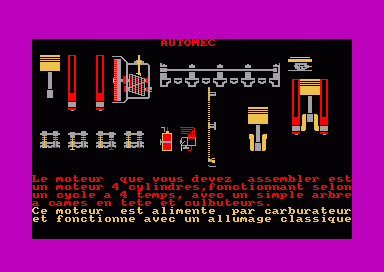 AUTOMEC
Le moteur que vous devez assembler est
un moteur 4 cylindres,fonctionnant selon
un cycle a 4 temps, avec un simple arbre
a cames en tete et culbuteurs.
Ce moteur est alimente par carburateur
et fonctionne avec un allumage classique